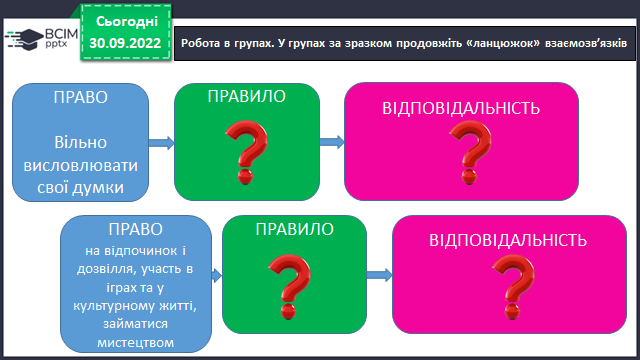 ВСІМ
pptx
Сьогодні
30.09.2022
Робота в групах. У групах за зразком продовжіть «ланцюжок» взаємозв’язків
ПРАВО
Вільно
висловлювати
свої думки
ПРАВИЛО
?
ВІДПОВІДАЛЬНІСТЬ
?
ПРАВО
на відпочинок і
дозвілля, участь в
іграх та у
культурному житті,
займатися
мистецтвом
ПРАВИЛО
?
ВІДПОВІДАЛЬНІСТЬ
?